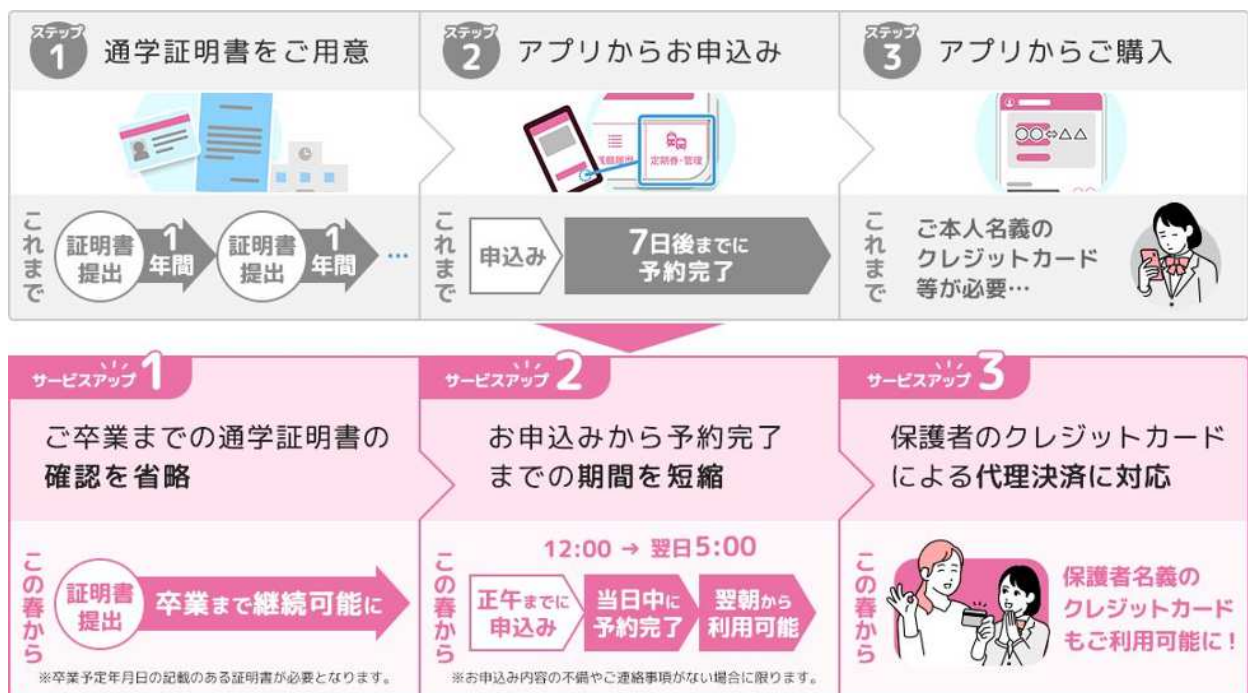 ステップ
1
通学証明書をご用意
ステップ
2
アプリからお申込み
ステップ
3
アプリからご購入
定期券・管理
○○⇔△△
これまで
証明書
提出
1
年間
証明書
提出
1
年間
…
これまで
申込み
7日後までに
予約完了
これまで
ご本人名義の
クレジットカード
等が必要…
サービスアップ 1
ご卒業までの通学証明書の
確認を省略
この春から
証明書
提出
卒業まで継続可能に
※卒業予定年月日の記載のある証明書が必要となります。
サービスアップ 2
お申込みから予約完了
までの期間を短縮
この春から
12:00 → 翌日5:00
正午までに
申込み
当日中に
予約完了
翌朝から
利用可能
※お申込み内容の不備やご連絡事項がない場合に限ります。
サービスアップ 3
保護者のクレジットカード
による代理決済に対応
この春から
保護者名義の
クレジットカード
もご利用可能に!